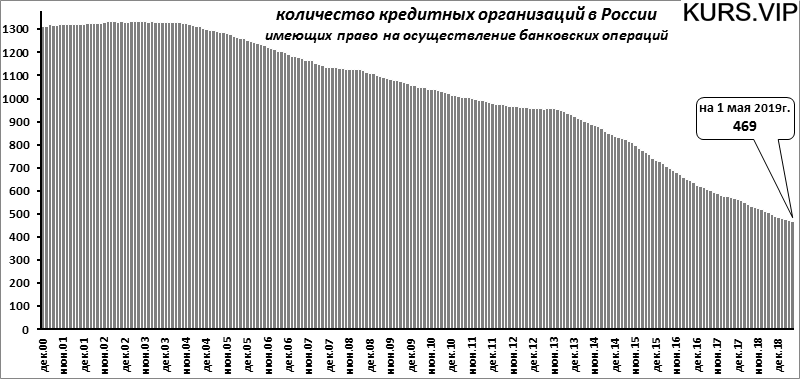 количество кредитных организаций в России
имеющих право на осуществление банковских операций
KURS.VIP
1300
1200
1100
1000
900
800
700
600
500
400
300
200
100
0
на 1 мая 2019г.
469
дек.00
июн.01
дек.01
июн.02
дек.02
июн.03
дек.03
июн.04
дек.04
июн.05
дек.05
июн.06
дек.06
июн.07
дек.07
июн.08
дек.08
июн.09
дек.09
июн.10
дек.10
июн.11
дек.11
июн.12
дек.12
июн.13
дек.13
июн.14
дек.14
июн.15
дек.15
июн.16
дек.16
июн.17
дек.17
июн.18
дек.18